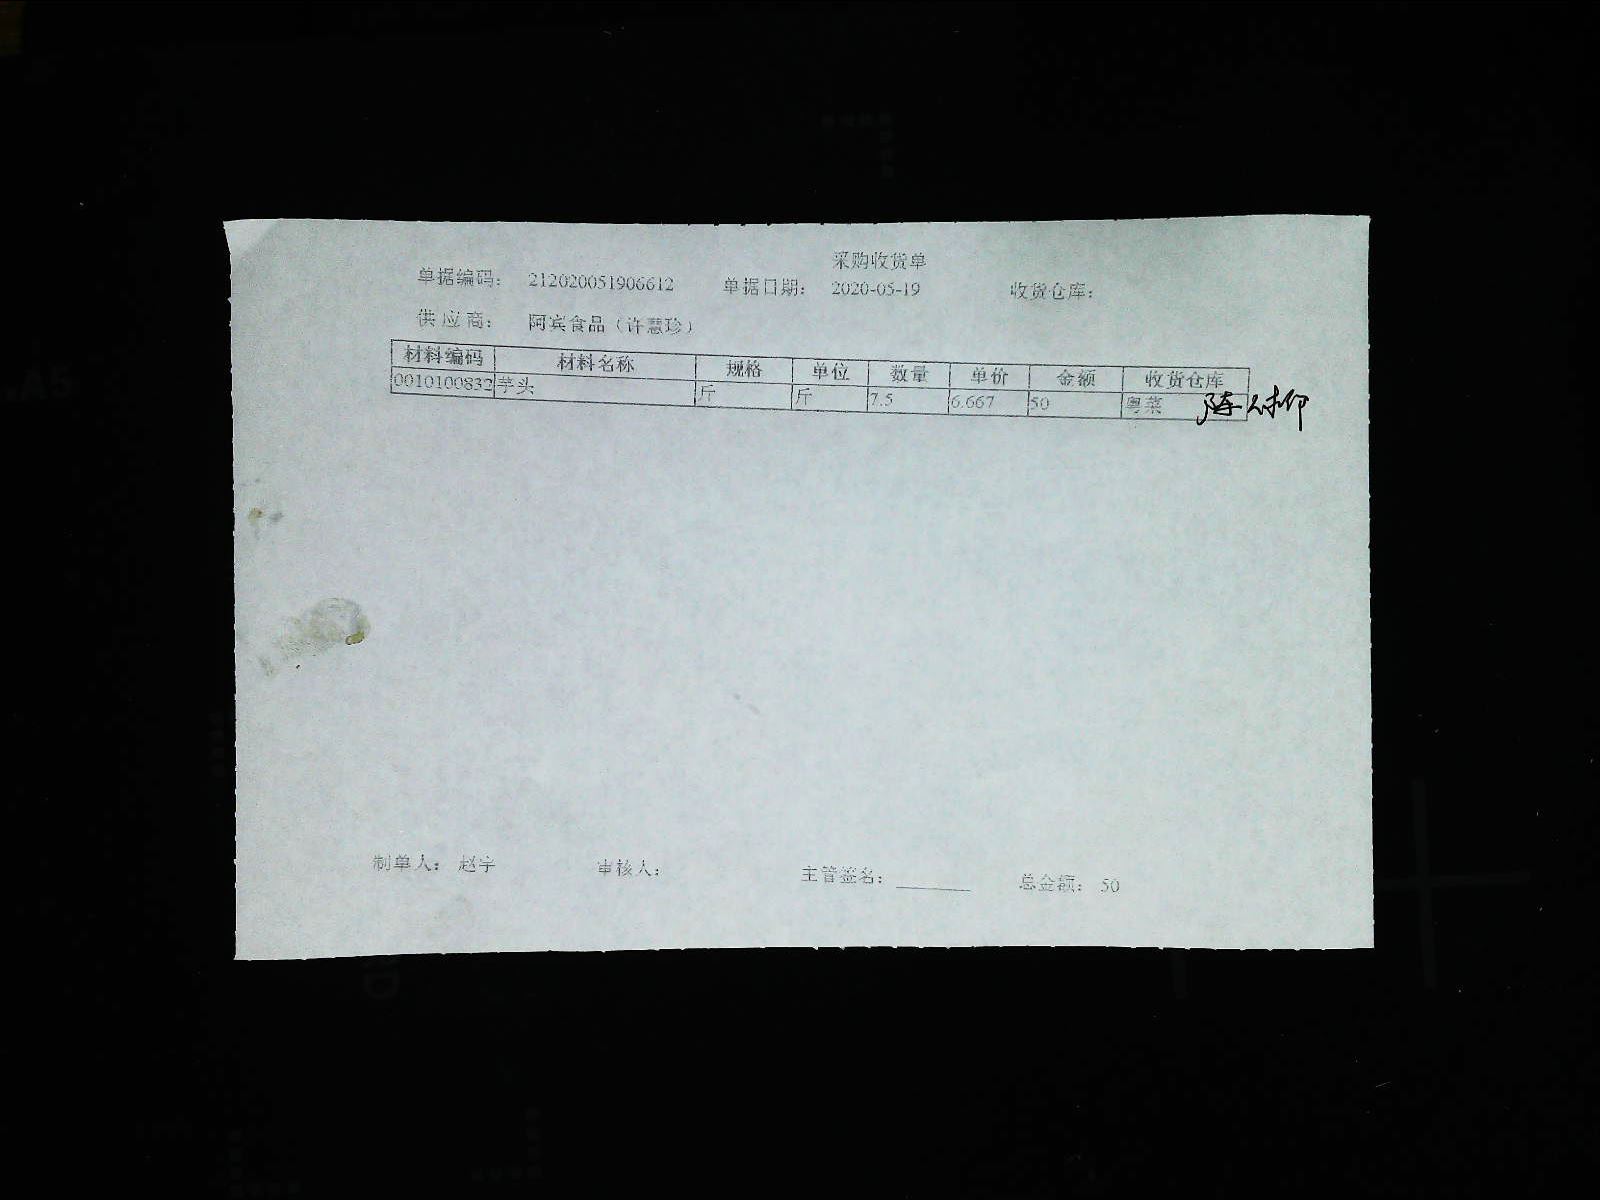 采购收货单
单据编码： 212020051906612 单据日期： 2020-05-19 收货仓库：
供应商： 阿宾食品（许慧珍）
材料编码 材料名称 规格 单位 数量 单价 金额 收货仓库
0010100832 芋头 斤 斤 7.5 6.667 50 粤菜
制单人： 赵宇 审核人： 主管签名： 总金额： 50